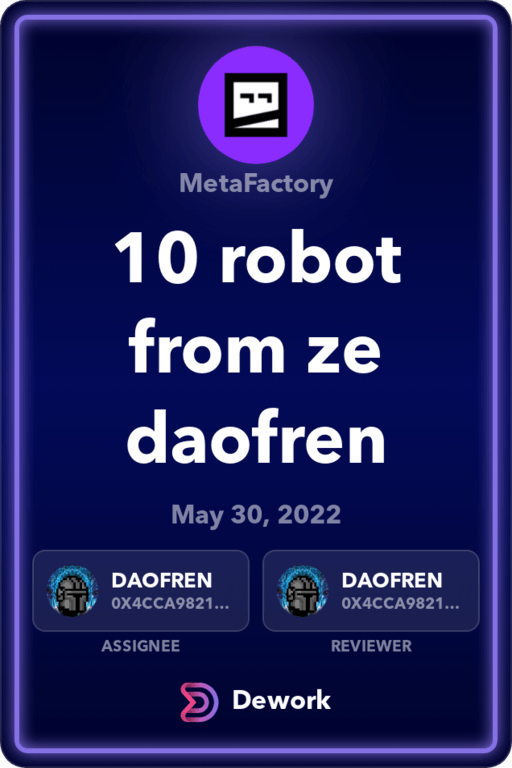 MetaFactory
10 robot
from ze
daofren
May 30, 2022
DAOFREN
0X4CCA9821...
ASSIGNEE
DAOFREN
0X4CCA9821...
REVIEWER
Dework